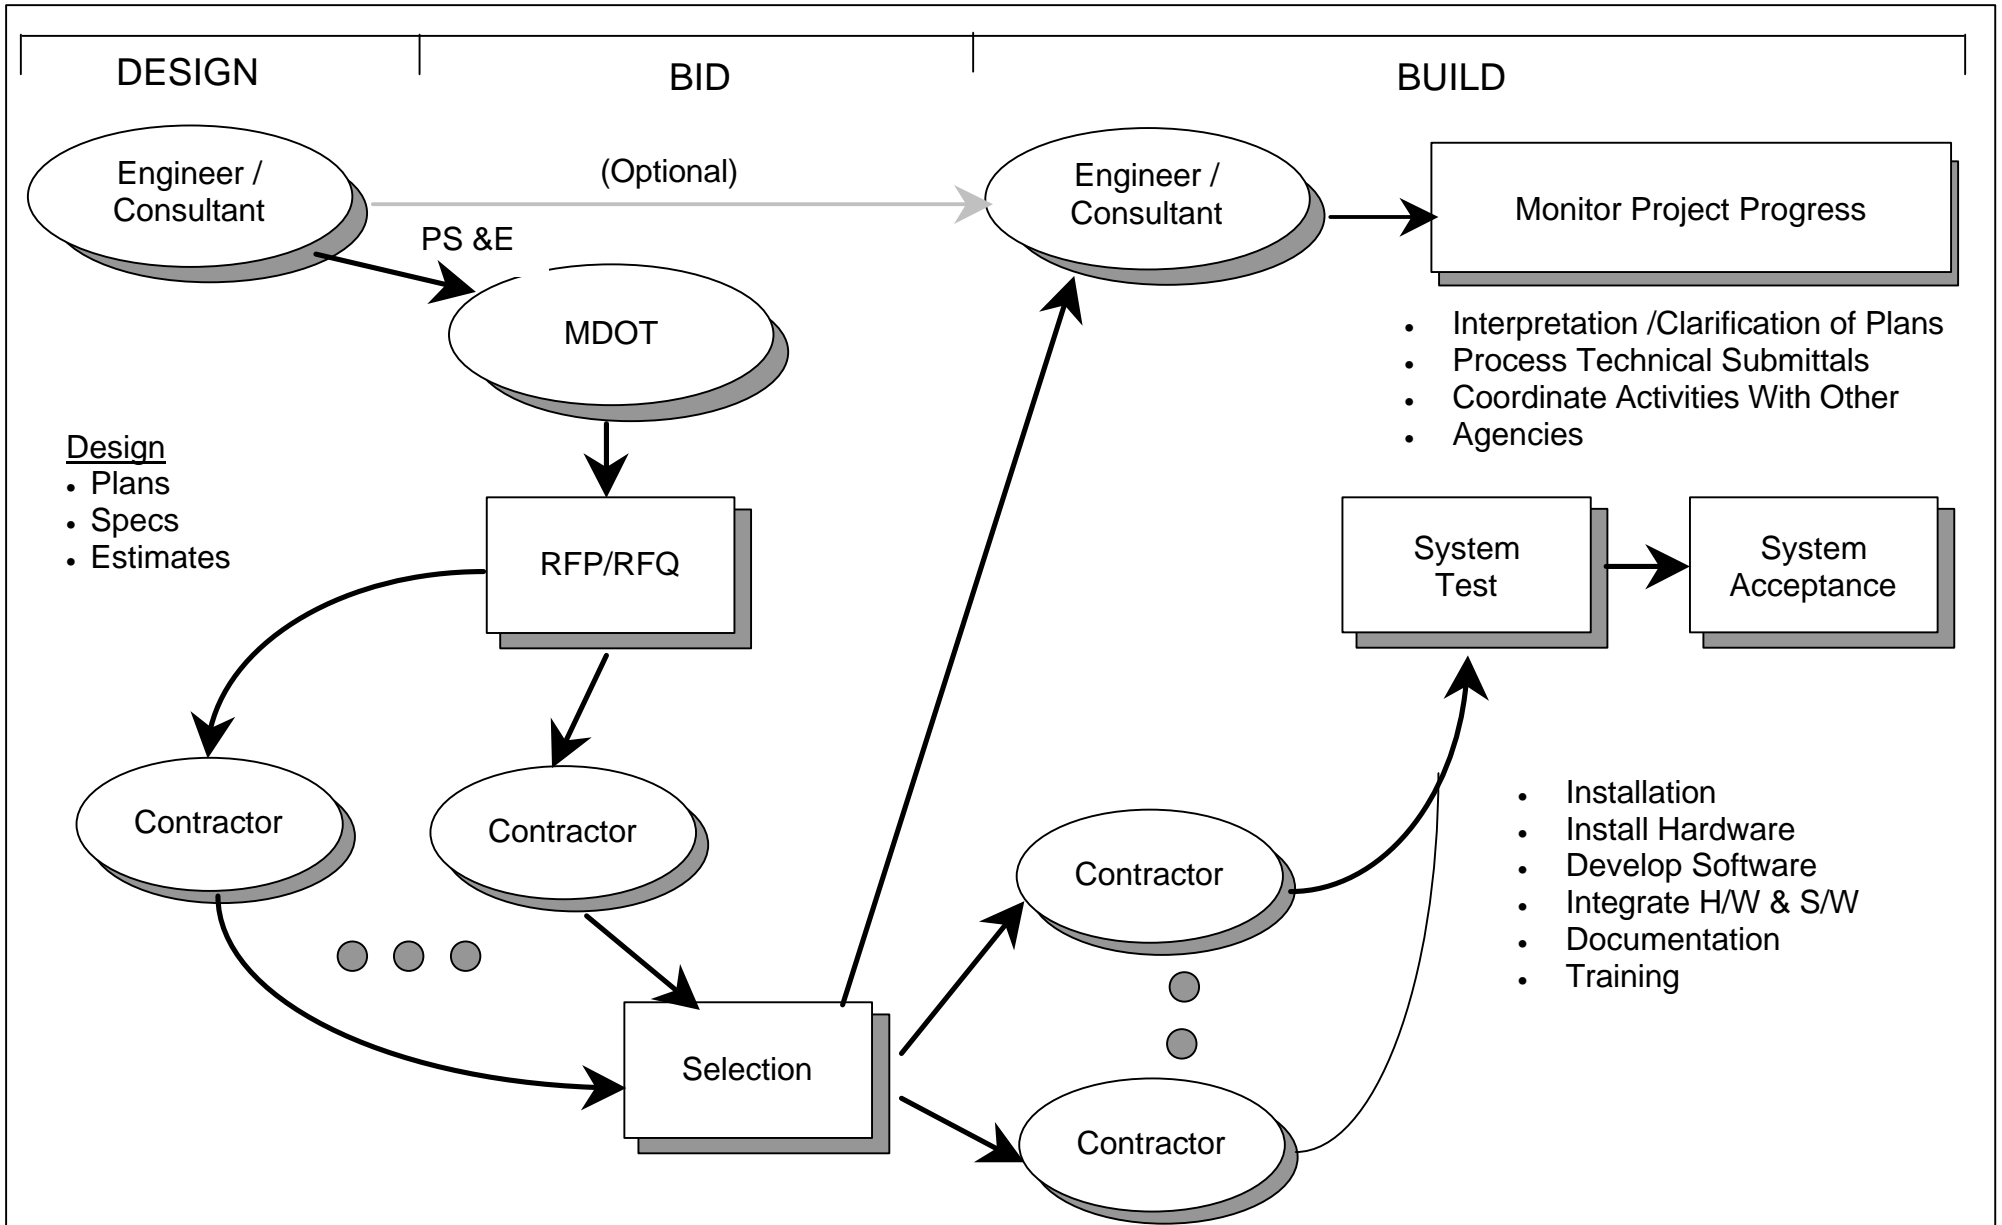 DESIGN
BID
BUILD
Engineer /
Consultant
(Optional)
Engineer /
Consultant
Monitor Project Progress
PS &E
MDOT
• Interpretation /Clarification of Plans
• Process Technical Submittals
• Coordinate Activities With Other
• Agencies
Design
• Plans
• Specs
• Estimates
RFP/RFQ
System
Test
System
Acceptance
Contractor
Contractor
Contractor
• Installation
• Install Hardware
• Develop Software
• Integrate H/W & S/W
• Documentation
• Training
Selection
Contractor